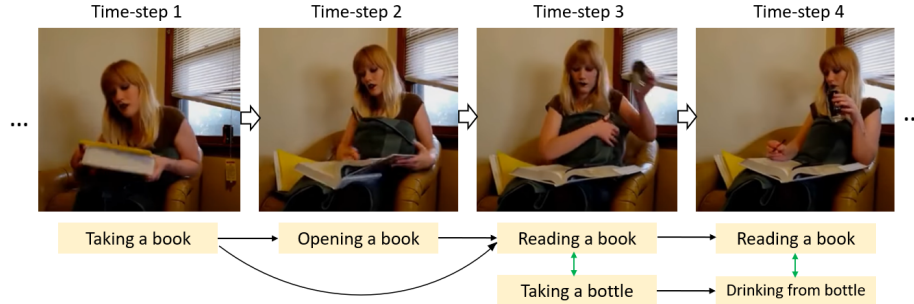 Time-step 1 Time-step 2 Time-step 3 Time-step 4
... ...
Taking a book Opening a book Reading a book Reading a book
Taking a bottle Drinking from bottle